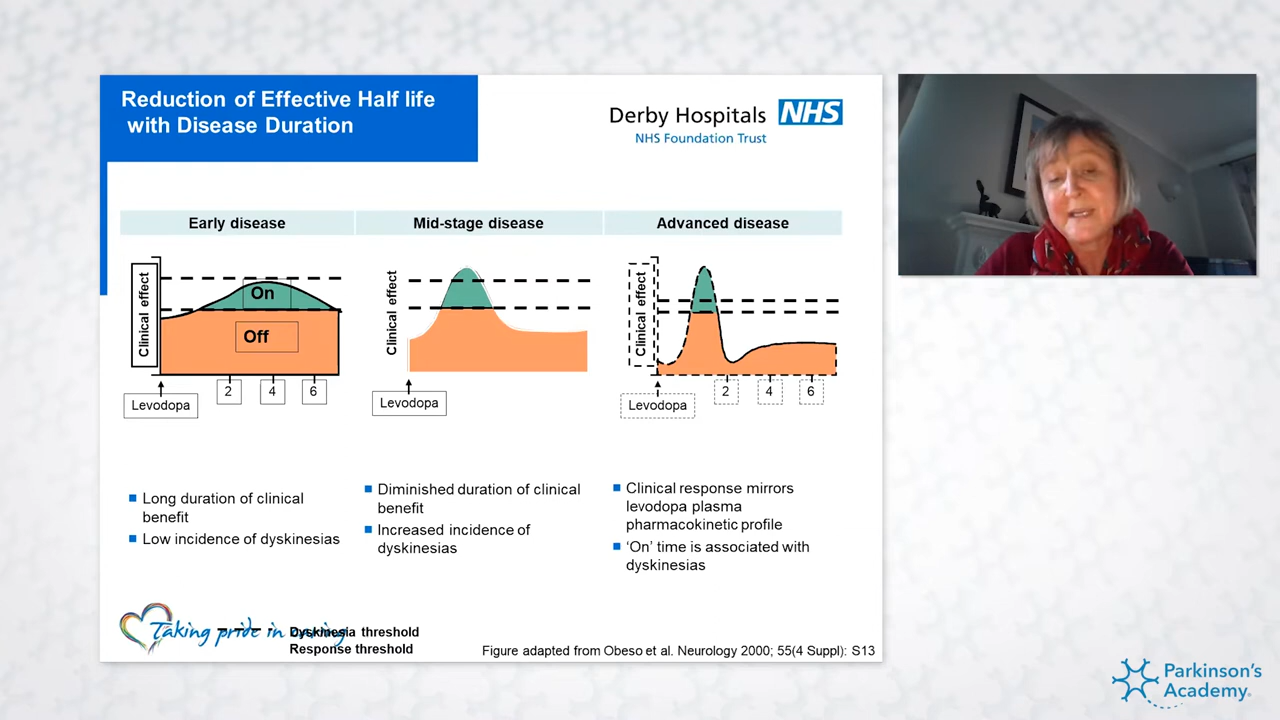 Reduction of Effective Half life
with Disease Duration
Derby Hospitals NHS
NHS Foundation Trust
Early disease
Mid-stage disease
Advanced disease
Clinical effect
On
Off
2
4
6
Levodopa
Clinical effect
Levodopa
Clinical effect
2
4
6
Levodopa
Long duration of clinical
benefit
Low incidence of dyskinesias
Diminished duration of clinical
benefit
Increased incidence of
dyskinesias
Clinical response mirrors
levodopa plasma
pharmacokinetic profile
‘On’ time is associated with
dyskinesias
Taking pride in caring
Dyskinesia threshold
Response threshold
Figure adapted from Obeso et al. Neurology 2000; 55(4 Suppl): S13
Parkinson's
Academy